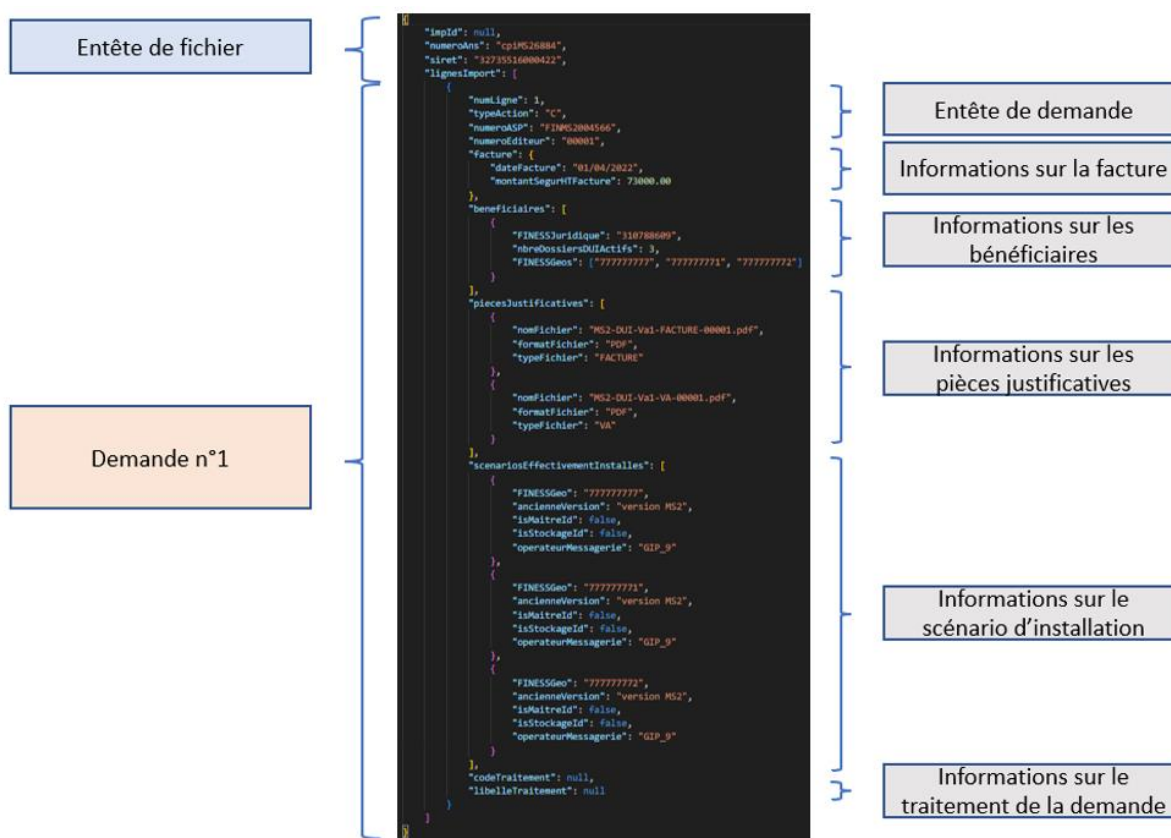 Entête de fichier
Demande n°1
{
"impId": null,
"numeroAns": "cpiMS26884",
"siret": "32735516000422",
"lignesImport": [
{
"numLigne": 1,
"typeAction": "C",
"numeroASP": "FINMS2004566",
"numeroEditeur": "00001",
"facture": {
"dateFacture": "01/04/2022",
"montantSegurHTFacture": 73000.00
},
"beneficiaires": [
{
"FINESSJuridique": "310788609",
"nbreDossiersDUIActifs": 3,
"FINESSGeos": ["777777777", "777777771", "777777772"]
}
],
"piecesJustificatives": [
{
"nomFichier": "MS2-DUI-Va1-FACTURE-00001.pdf",
"formatFichier": "PDF",
"typeFichier": "FACTURE"
},
{
"nomFichier": "MS2-DUI-Va1-VA-00001.pdf",
"formatFichier": "PDF",
"typeFichier": "VA"
}
],
"scenariosEffectivementInstalles": [
{
"FINESSGeo": "777777777",
"ancienneVersion": "version MS2",
"isMaitreId": false,
"isStockageId": false,
"operateurMessagerie": "GIP_9"
},
{
"FINESSGeo": "777777771",
"ancienneVersion": "version MS2",
"isMaitreId": false,
"isStockageId": false,
"operateurMessagerie": "GIP_9"
},
{
"FINESSGeo": "777777772",
"ancienneVersion": "version MS2",
"isMaitreId": false,
"isStockageId": false,
"operateurMessagerie": "GIP_9"
}
],
"codeTraitement": null,
"libelleTraitement": null
}
]
}
Entête de demande
Informations sur la facture
Informations sur les
bénéficiaires
Informations sur les
pièces justificatives
Informations sur le
scénario d'installation
Informations sur le
traitement de la demande